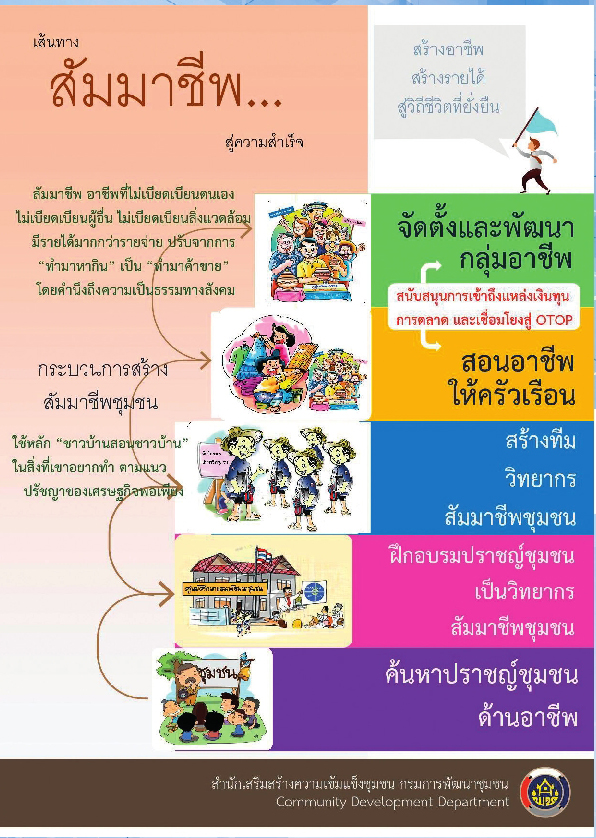 เส้นทาง
สัมมาชีพ...
สู่ความสำเร็จ
สร้างอาชีพ
สร้างรายได้
สู่วิถีชีวิตที่ยั่งยืน
สัมมาชีพ อาชีพที่ไม่เบียดเบียนตนเอง
ไม่เบียดเบียนผู้อื่น ไม่เบียดเบียนสิ่งแวดล้อม
มีรายได้มากกว่ารายจ่าย ปรับจากการ
“ทำมาหากิน” เป็น “ทำมาค้าขาย”
โดยคำนึงถึงความเป็นธรรมทางสังคม
จัดตั้งและพัฒนา
กลุ่มอาชีพ
สนับสนุนการเข้าถึงแหล่งเงินทุน
การตลาด และเชื่อมโยงสู่ OTOP
สอนอาชีพ
ให้ครัวเรือน
กระบวนการสร้าง
สัมมาชีพชุมชน
ใช้หลัก “ชาวบ้านสอนชาวบ้าน”
ในสิ่งที่เขาอยากทำ ตามแนว
ปรัชญาของเศรษฐกิจพอเพียง
สร้างทีม
วิทยากร
สัมมาชีพชุมชน
ฝึกอบรมปราชญ์ชุมชน
เป็นวิทยากร
สัมมาชีพชุมชน
ชุมชน
ค้นหาปราชญ์ชุมชน
ด้านอาชีพ
สำนัก.สริมสร้างความเข้มแข็งชุมชน กรมการพัฒนาชุมชน
Community Development Department